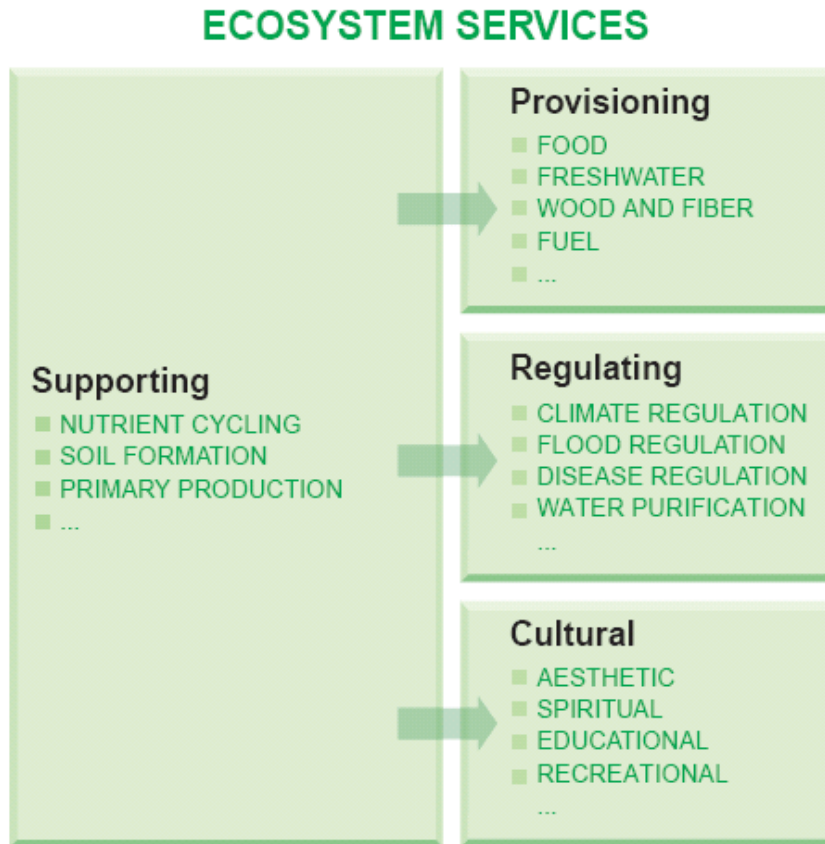 ECOSYSTEM SERVICES
Supporting
NUTRIENT CYCLING
SOIL FORMATION
PRIMARY PRODUCTION
...
Provisioning
FOOD
FRESHWATER
WOOD AND FIBER
FUEL
...
Regulating
CLIMATE REGULATION
FLOOD REGULATION
DISEASE REGULATION
WATER PURIFICATION
...
Cultural
AESTHETIC
SPIRITUAL
EDUCATIONAL
RECREATIONAL
...